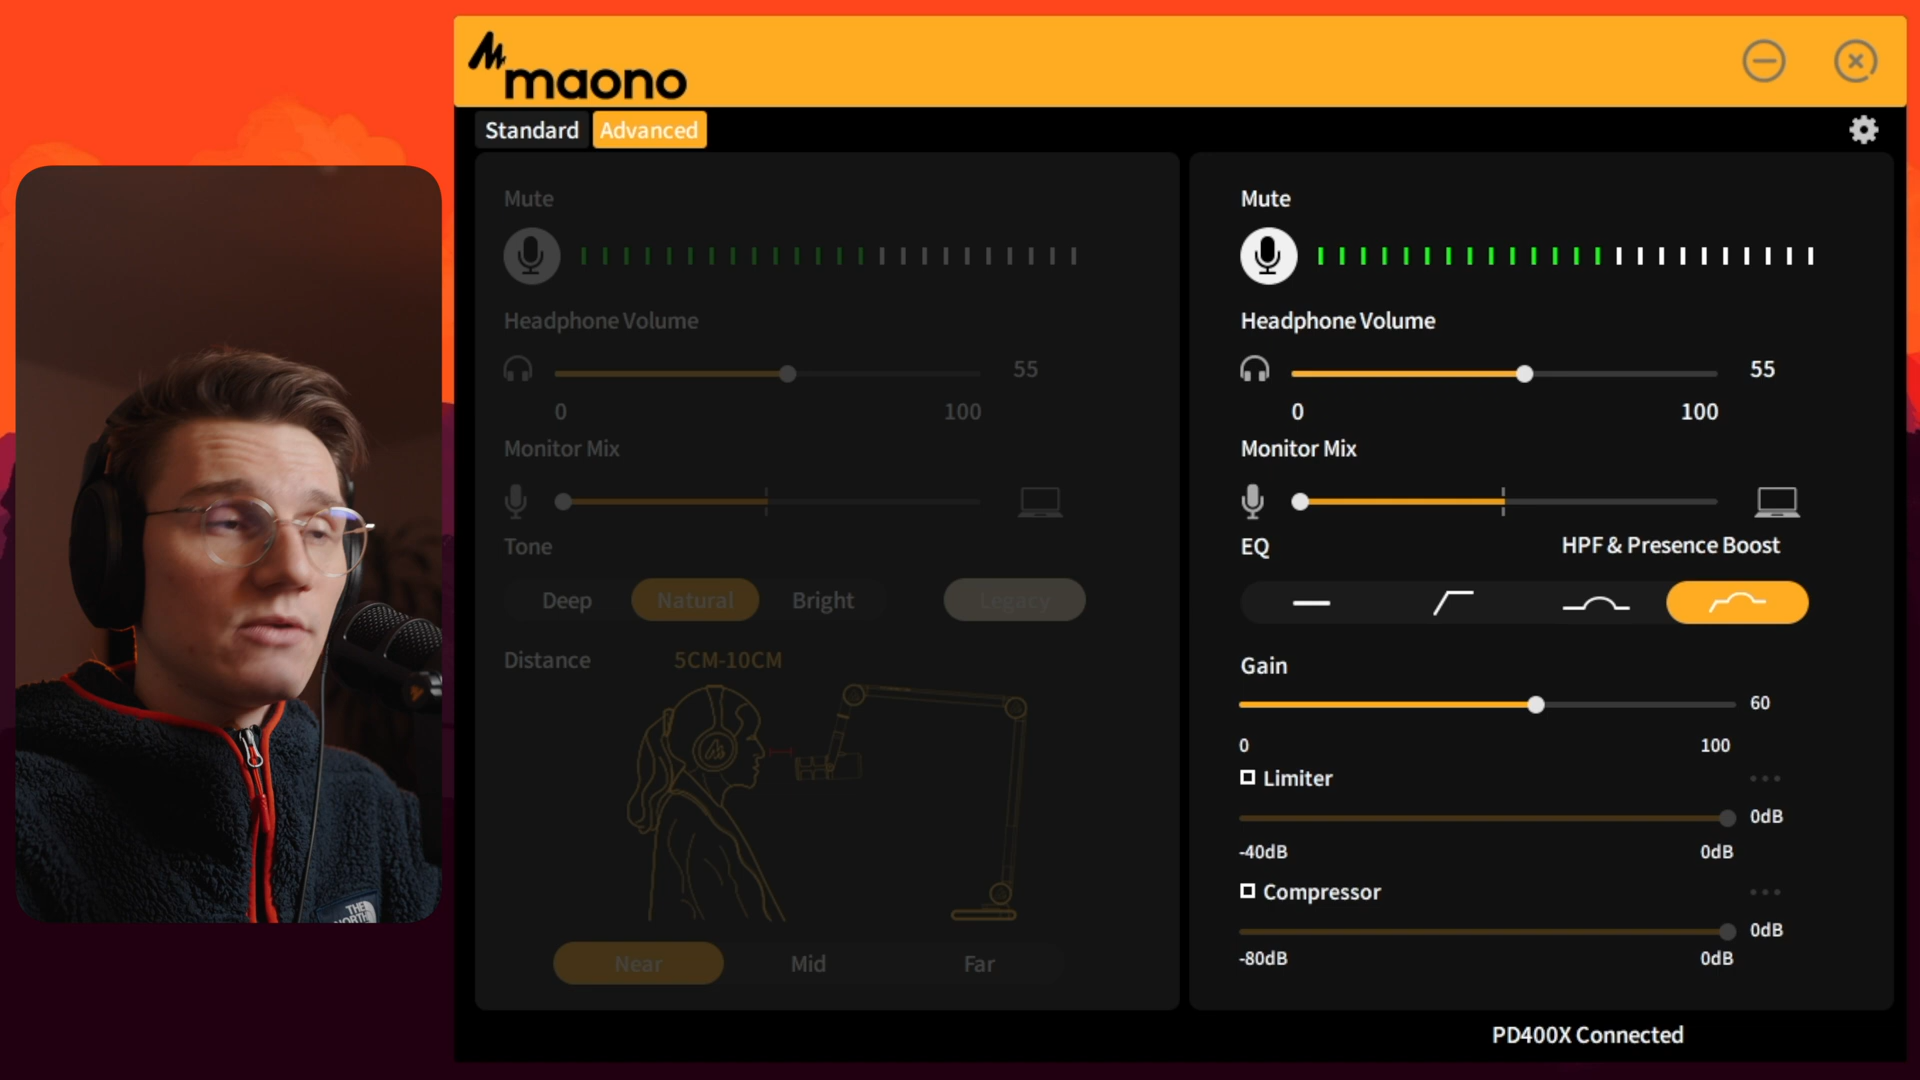 maono
Standard
Advanced
Mute
Headphone Volume
55
0
100
Monitor Mix
Tone
Deep
Natural
Bright
Legacy
Distance
5CM-10CM
Near
Mid
Far
Mute
Headphone Volume
55
0
100
Monitor Mix
EQ
HPF & Presence Boost
Gain
60
0
100
Limiter
0dB
-40dB
0dB
Compressor
0dB
-80dB
0dB
PD400X Connected
THE
NORTH